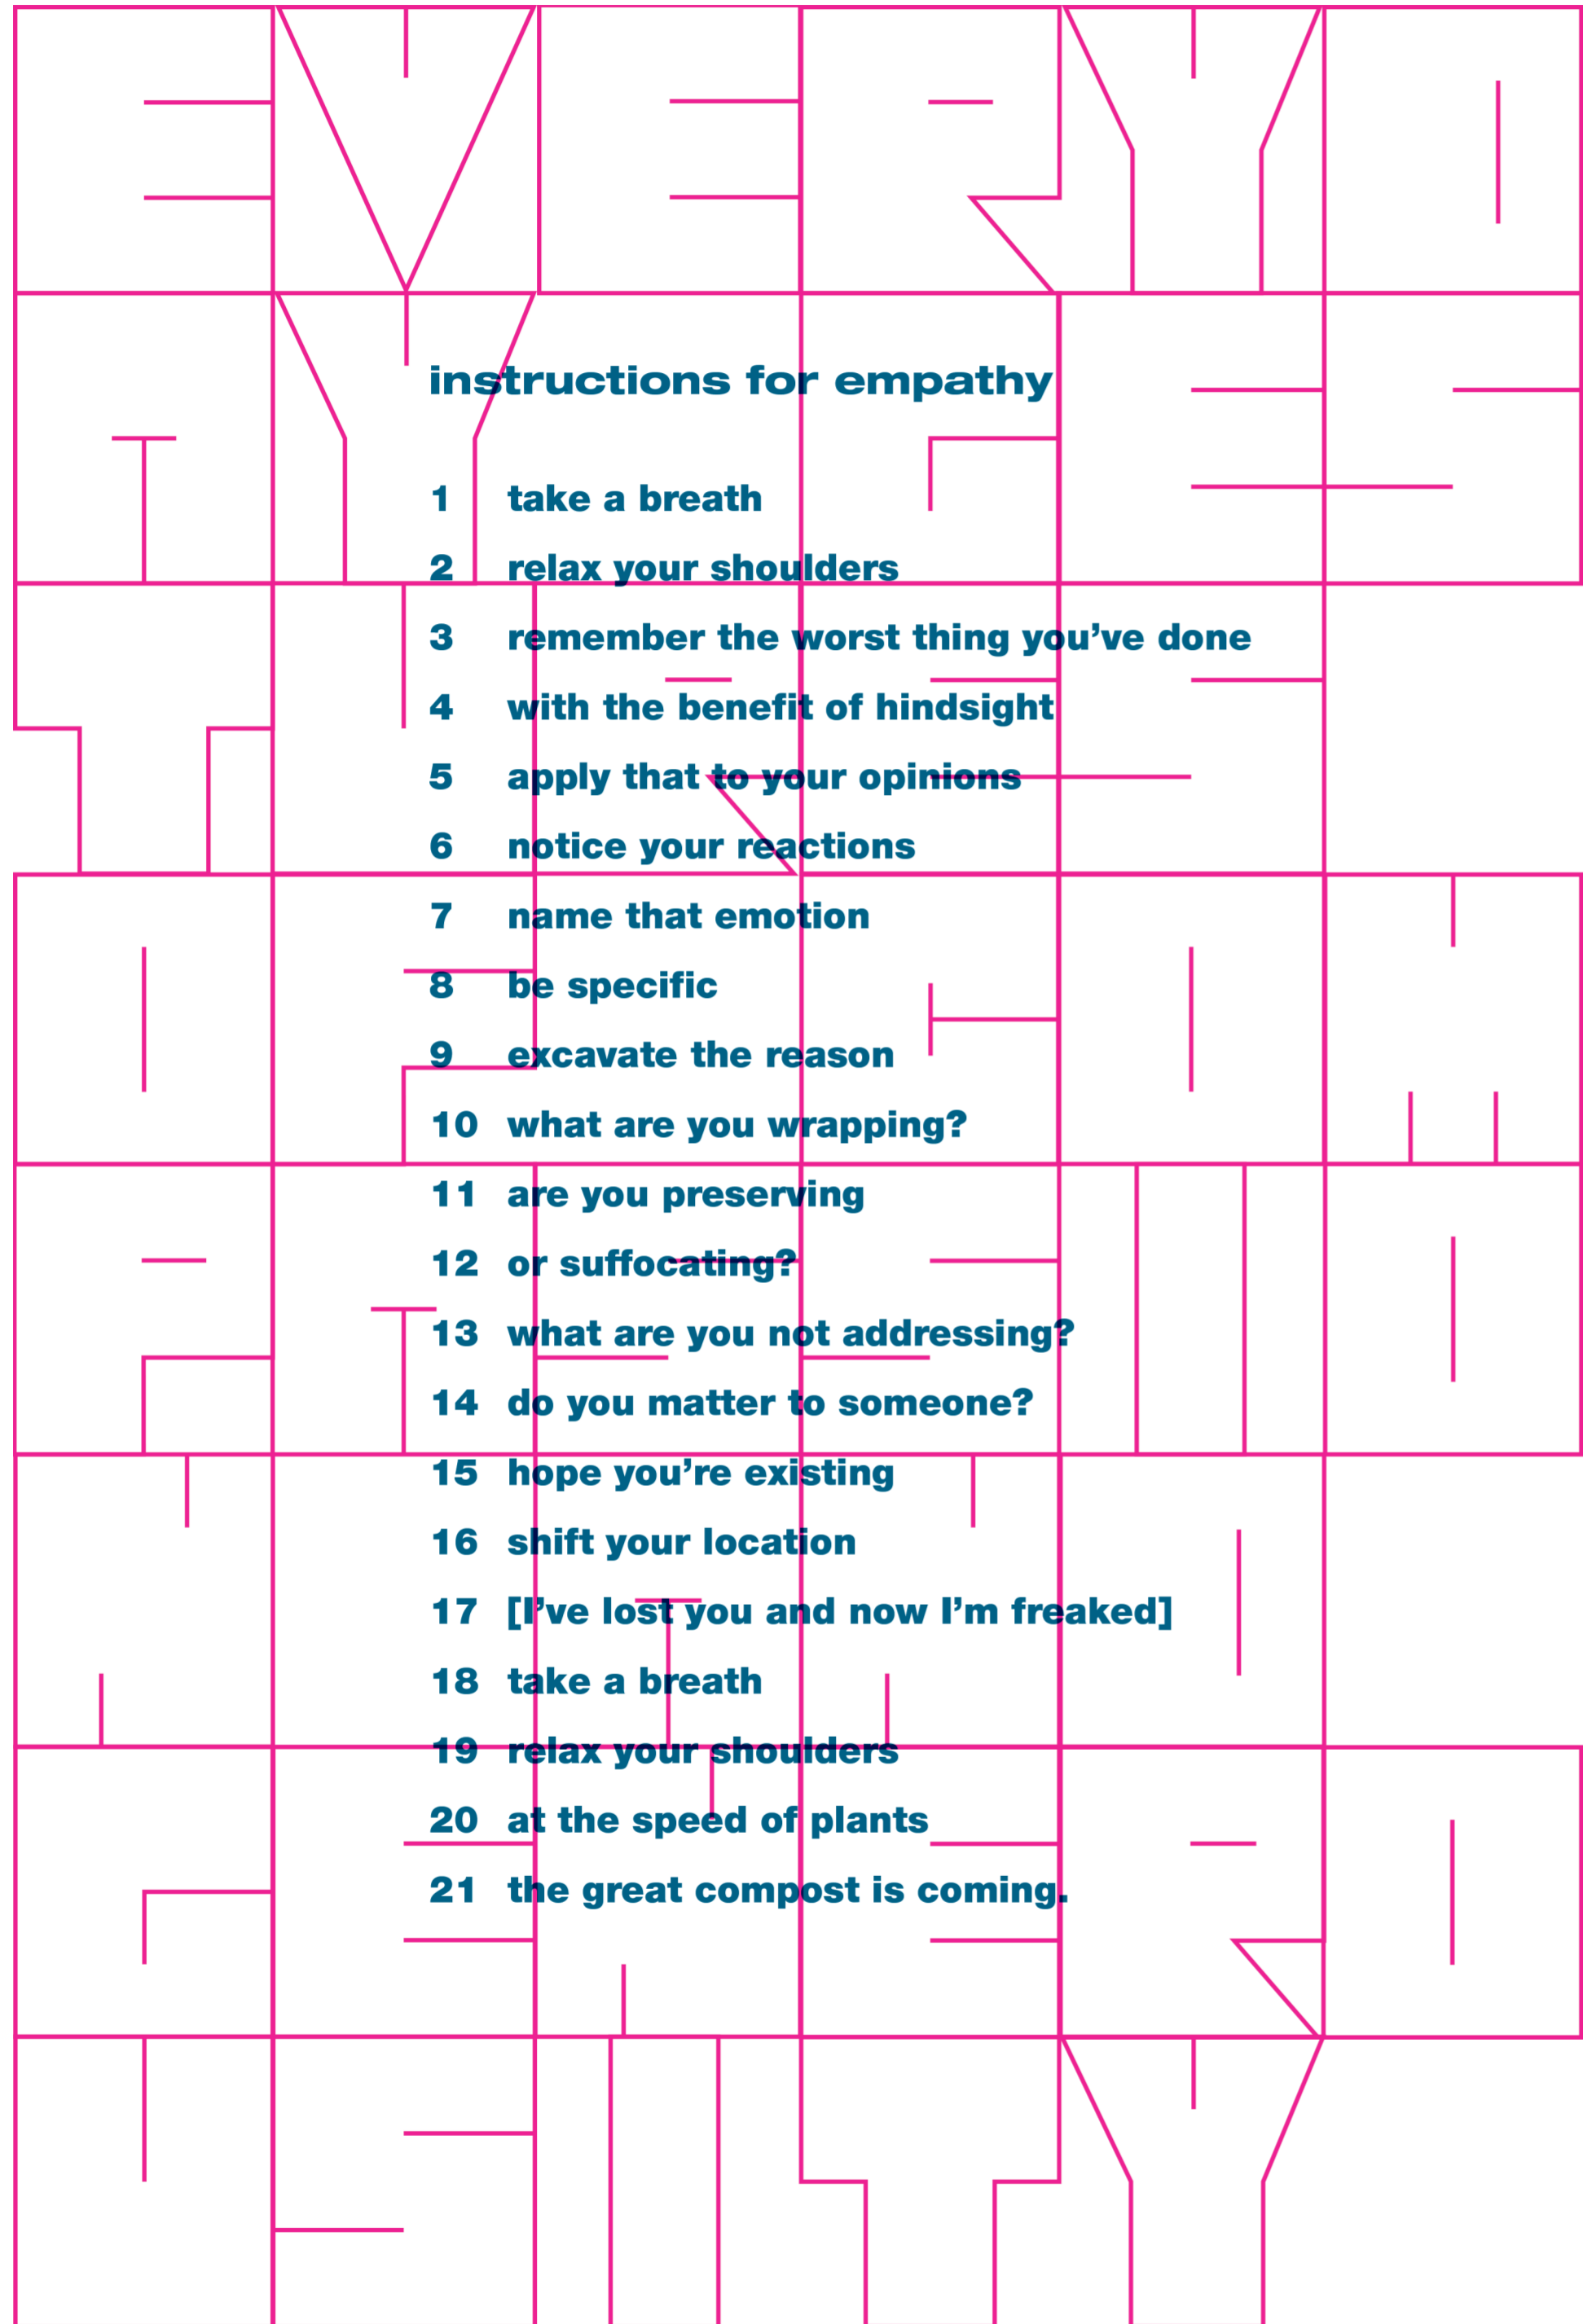 EVERY
instructions for empathy
1 take a breath
2 relax your shoulders
3 remember the worst thing you’ve done
4 with the benefit of hindsight
5 apply that to your opinions
6 notice your reactions
7 name that emotion
8 be specific
9 excavate the reason
10 what are you wrapping?
11 are you preserving
12 or suffocating?
13 what are you not addressing?
14 do you matter to someone?
15 hope you’re existing
16 shift your location
17 [I’ve lost you and now I’m freaked]
18 take a breath
19 relax your shoulders
20 at the speed of plants
21 the great compost is coming.